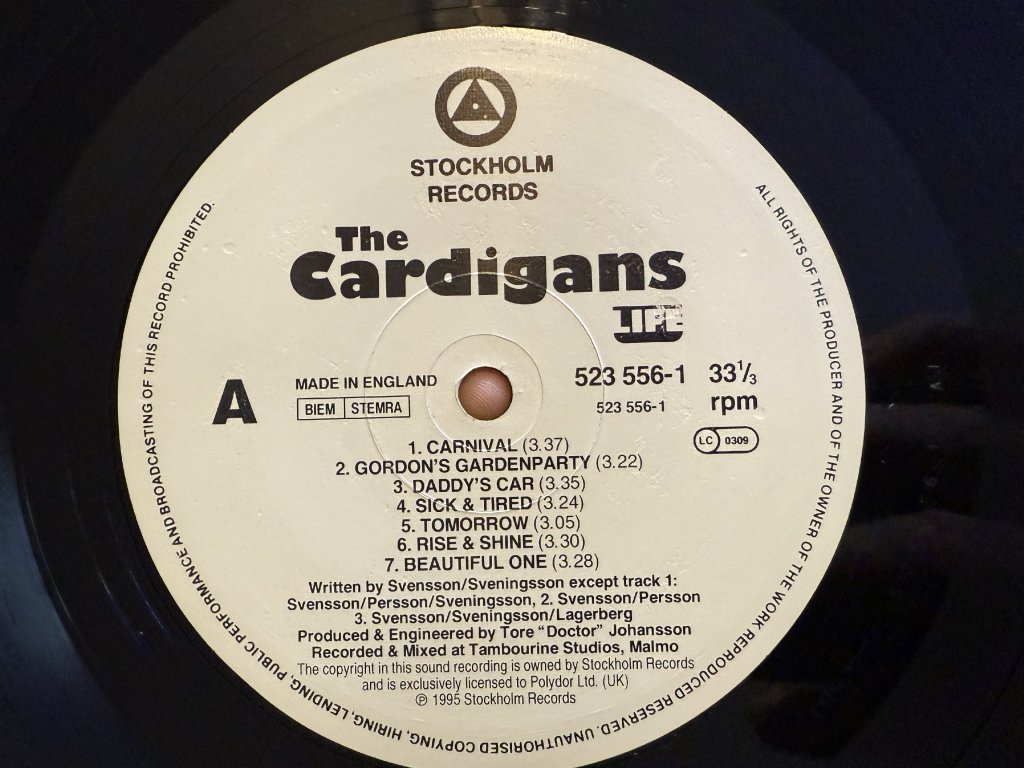 STOCKHOLM
RECORDS
The
Cardigans
LIFE
A
MADE IN ENGLAND
BIEM STEMRA
523 556-1
523 556-1
33⅓
rpm
LC 0309
1. CARNIVAL (3.37)
2. GORDON'S GARDENPARTY (3.22)
3. DADDY'S CAR (3.35)
4. SICK & TIRED (3.24)
5. TOMORROW (3.05)
6. RISE & SHINE (3.30)
7. BEAUTIFUL ONE (3.28)
Written by Svensson/Sveningsson except track 1:
Svensson/Persson/Sveningsson, 2. Svensson/Persson
3. Svensson/Sveningsson/Lagerberg
Produced & Engineered by Tore "Doctor" Johansson
Recorded & Mixed at Tambourine Studios, Malmo
The copyright in this sound recording is owned by Stockholm Records
and is exclusively licensed to Polydor Ltd. (UK)
℗ 1995 Stockholm Records
ALL RIGHTS OF THE PRODUCER AND OF THE OWNER OF THE WORK REPRODUCED RESERVED. UNAUTHORISED COPYING, HIRING, LENDING, PUBLIC PERFORMANCE AND BROADCASTING OF THIS RECORD PROHIBITED.